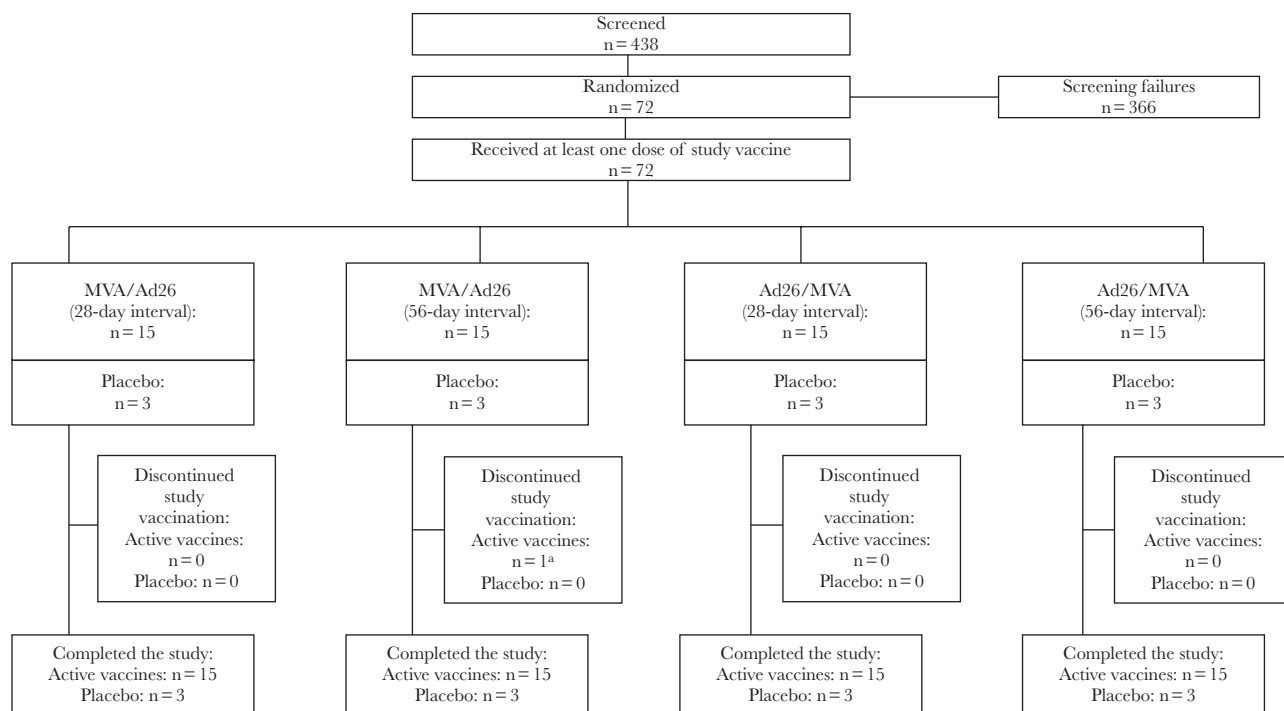 Screened
n = 438
Randomized
n = 72
Screening failures
n = 366
Received at least one dose of study vaccine
n = 72
MVA/Ad26
(28-day interval):
n = 15
Placebo:
n = 3
MVA/Ad26
(56-day interval):
n = 15
Placebo:
n = 3
Ad26/MVA
(28-day interval):
n = 15
Placebo:
n = 3
Ad26/MVA
(56-day interval):
n = 15
Placebo:
n = 3
Discontinued
study
vaccination:
Active vaccines:
n = 0
Placebo: n = 0
Discontinued
study
vaccination:
Active vaccines:
n = 1ᵃ
Placebo: n = 0
Discontinued
study
vaccination:
Active vaccines:
n = 0
Placebo: n = 0
Discontinued
study
vaccination:
Active vaccines:
n = 0
Placebo: n = 0
Completed the study:
Active vaccines: n = 15
Placebo: n = 3
Completed the study:
Active vaccines: n = 15
Placebo: n = 3
Completed the study:
Active vaccines: n = 15
Placebo: n = 3
Completed the study:
Active vaccines: n = 15
Placebo: n = 3